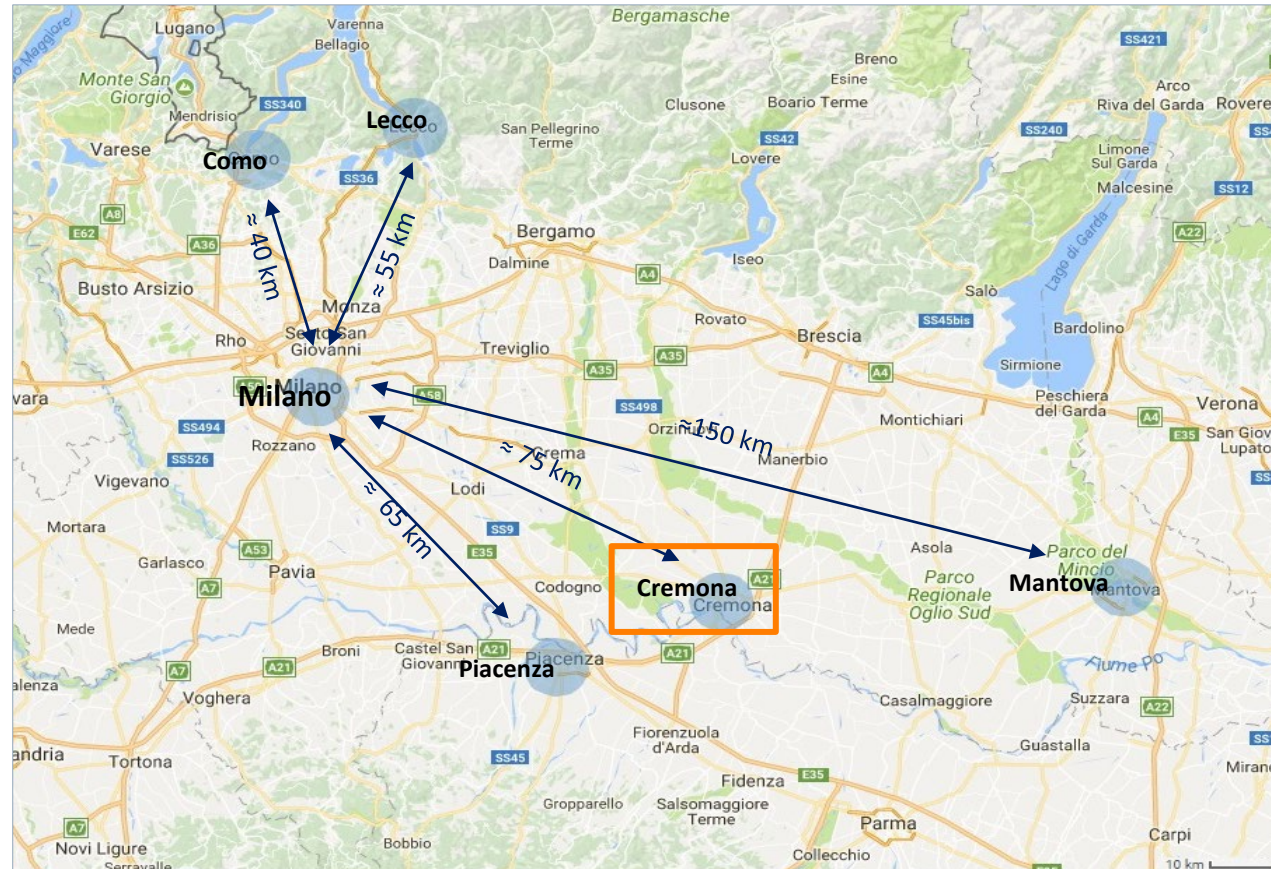 Bergamasche
Lugano
Varenna
Bellagio
SS421
Breno
Esine
Monte San
Giorgio
SS340
Clusone
Boario Terme
Arco
Riva del Garda
Rovere
Mendrisio
Lecco
San Pellegrino
Terme
SS42
SS240
Varese
Como
SS36
Lovere
Limone
Sul Garda
Malcesine
SS12
A8
E62
A36
≈ 40 km
≈ 55 km
Bergamo
Dalmine
A4
Iseo
Lago di Garda
A22
Busto Arsizio
Monza
Salò
Rho
Sesto San
Giovanni
Treviglio
Rovato
SS45bis
Brescia
Bardolino
Sirmione
A35
A35
A4
Milano
Milano
A58
SS498
Peschiera
del Garda
Verona
vara
SS494
Rozzano
Orzinuovi
≈150 km
Montichiari
A4
E35
San Giov
Lupato
SS526
Vigevano
Crema
≈ 75 km
Manerbio
Lodi
≈ 65 km
Mortara
SS9
Garlasco
A53
Pavia
E35
Asola
Parco del
Mincio
A7
Codogno
Cremona
Cremona
A21
Parco
Regionale
Oglio Sud
Mantova
Mantova
Mede
Broni
Castel San
Giovanni
A21
Piacenza
Piacenza
A21
Fiume Po
A7
A21
Voghera
Casalmaggiore
Suzzara
A22
alenza
Fiorenzuola
d'Arda
Guastalla
andria
Tortona
SS45
Fidenza
E35
Miran
Gropparello
Salsomaggiore
Terme
Parma
A7
Novi Ligure
Bobbio
Collecchio
Carpi
Serravalle
10 km